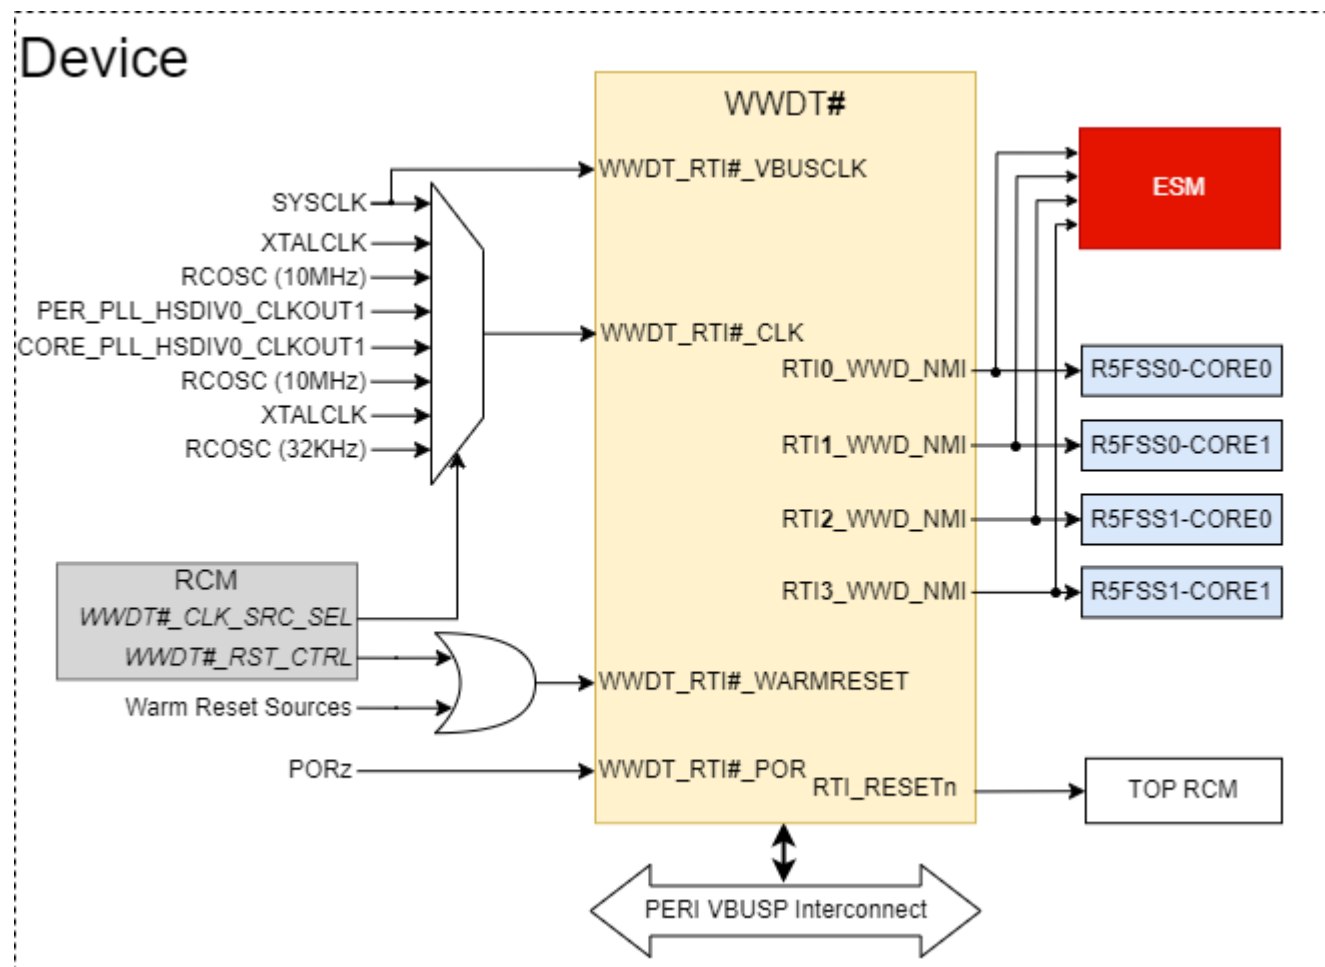 Device
WWDT#
WWDT_RTI#_VBUSCLK
ESM
SYSCLK
XTALCLK
RCOSC (10MHz)
PER_PLL_HSDIV0_CLKOUT1
CORE_PLL_HSDIV0_CLKOUT1
RCOSC (10MHz)
XTALCLK
RCOSC (32KHz)
WWDT_RTI#_CLK
RTI0_WWD_NMI
R5FSS0-CORE0
RTI1_WWD_NMI
R5FSS0-CORE1
RTI2_WWD_NMI
R5FSS1-CORE0
RTI3_WWD_NMI
R5FSS1-CORE1
RCM
WWDT#_CLK_SRC_SEL
WWDT#_RST_CTRL
Warm Reset Sources
WWDT_RTI#_WARMRESET
PORz
WWDT_RTI#_POR
RTI_RESETn
TOP RCM
PERI VBUSP Interconnect